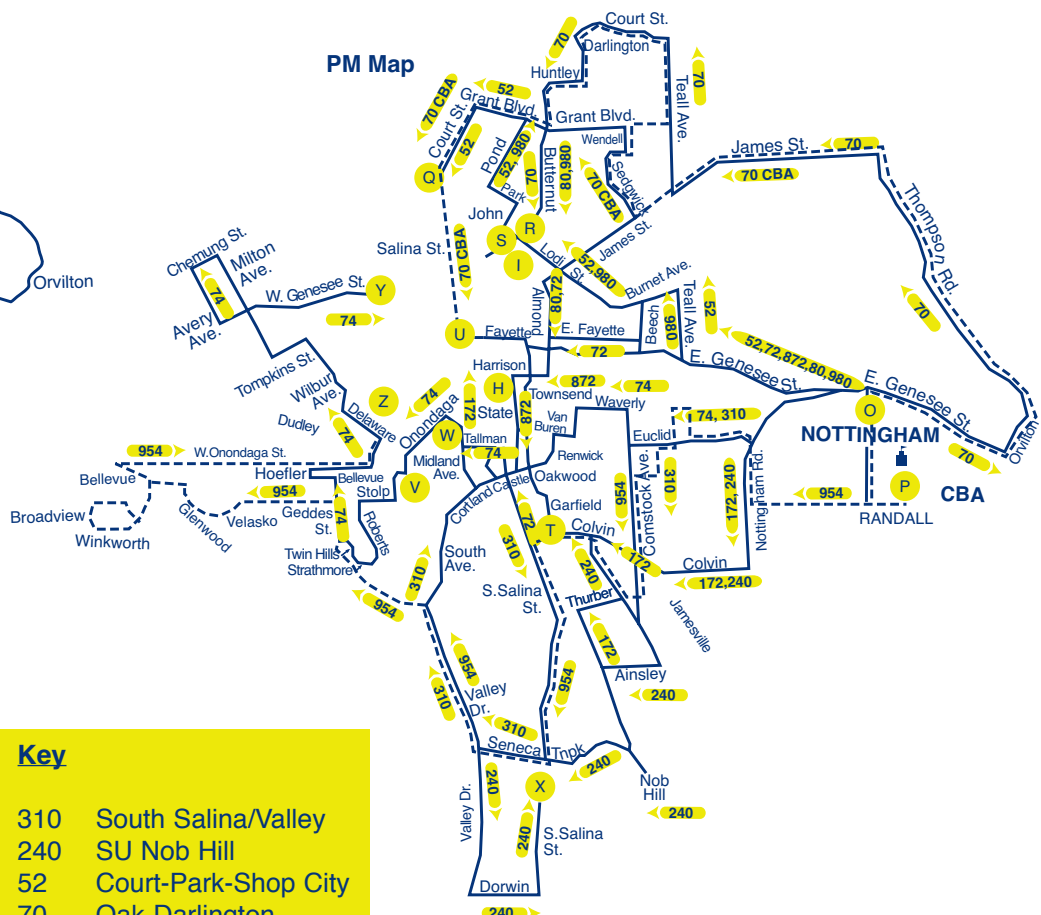 Court St.
Darlington
70
PM Map
Huntley
70
Teall Ave.
70 CBA
52
Grant Blvd.
Grant Blvd.
Court St.
Wendell
James St.
70
52
Pond
52,980
70
Butternut
80,980
70 CBA
Q
Park
70 CBA
Sedgwick
Thompson Rd.
John
R
S
I
James St.
Salina St.
70 CBA
Lodi St.
52,980
Chemung St.
Milton
Ave.
Burnet Ave.
Orvilton
74
W. Genesee St.
Y
Almond
80,72
Teall Ave.
52
70
Avery
Ave.
74
Beech
980
U
Fayette
E. Fayette
52,72,872,80,980
72
E. Genesee St.
Tompkins St.
Harrison
E. Genesee St.
Wilbur
Ave.
Z
74
172
H
872
74
Townsend
State
872
Waverly
O
Delaware
Onondaga
Van
Buren
74, 310
Dudley
74
W
Tallman
Euclid
NOTTINGHAM
Orvilton
954
W.Onondaga St.
74
Renwick
70
Midland
Ave.
Bellevue
Hoefler
Bellevue
Oakwood
Castle
Stolp
V
P
CBA
954
Cortland
954
310
172, 240
Nottingham Rd.
954
Glenwood
Geddes
St.
74
Garfield
Comstock Ave.
Broadview
Velasko
Roberts
72
T
Colvin
RANDALL
Winkworth
Twin Hills
Strathmore
South
Ave.
310
240
172
Colvin
310
172,240
S.Salina
St.
Thurber
954
Jamesville
172
954
310
954
Ainsley
Valley
Dr.
240
310
Seneca
Tnpk
Key
240
240
Nob
Hill
X
240
310 South Salina/Valley
Valley Dr.
240
S.Salina
St.
240 SU Nob Hill
52 Court-Park-Shop City
Dorwin
70 Oak Darlington
240